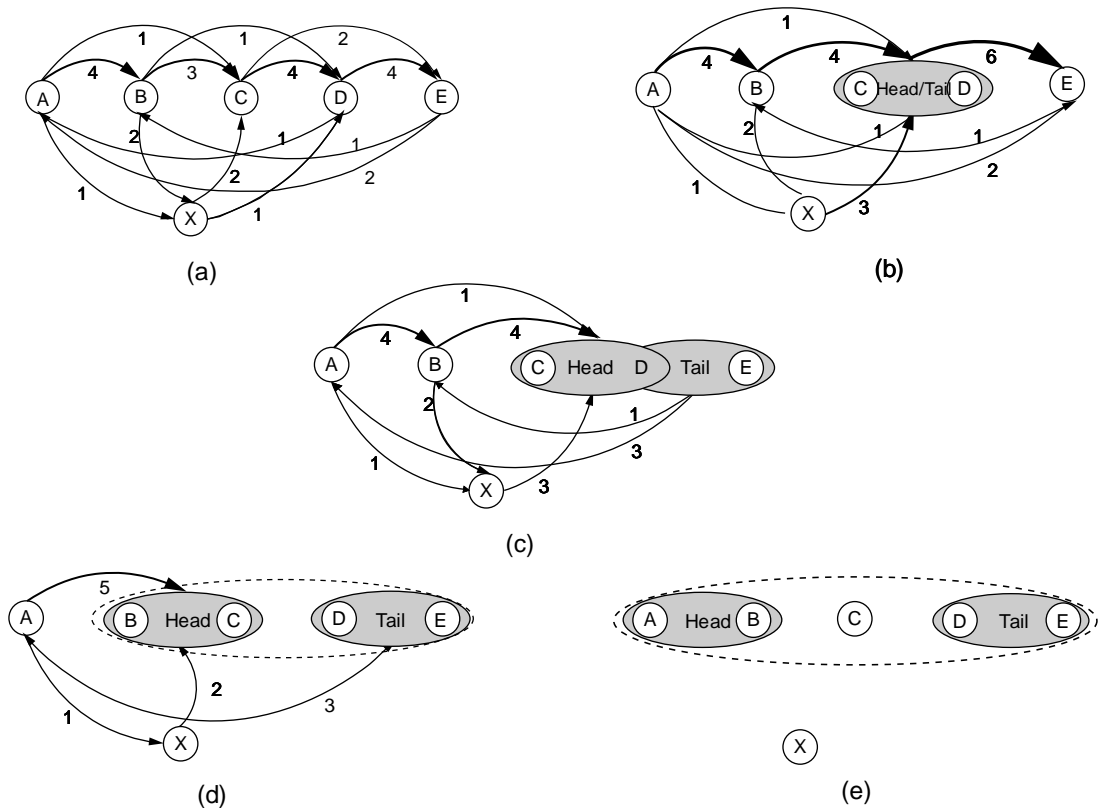 1 1 2
4 3 4 4
A B C D E
2 1 1
2 2
1 1
X
(a)
1
4 4 6
A B C Head/Tail D E
2 1 1
2
1 3
X
(b)
1
4 4
A B C Head D Tail E
2 1
1 3
3
X
(c)
5
A B Head C D Tail E
2
1 3
X
(d)
A Head B C D Tail E
X
(e)